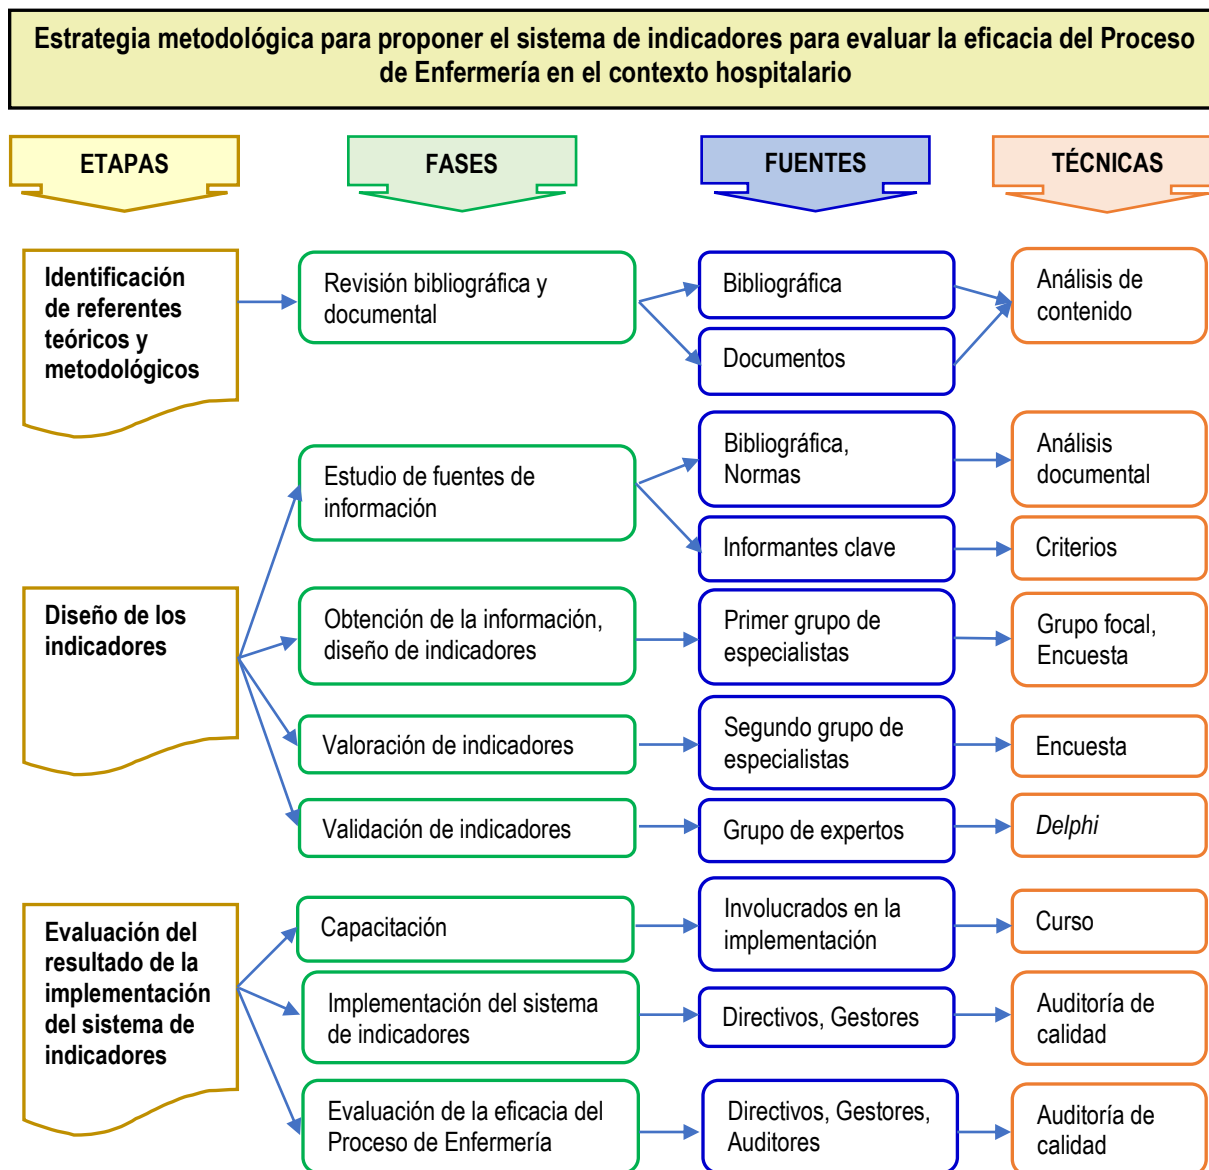 Estrategia metodológica para proponer el sistema de indicadores para evaluar la eficacia del Proceso
de Enfermería en el contexto hospitalario
ETAPAS
FASES
FUENTES
TÉCNICAS
Identificación
de referentes
teóricos y
metodológicos
Revisión bibliográfica y
documental
Bibliográfica
Documentos
Análisis de
contenido
Diseño de los
indicadores
Estudio de fuentes de
información
Bibliográfica,
Normas
Análisis
documental
Informantes clave
Criterios
Obtención de la información,
diseño de indicadores
Primer grupo de
especialistas
Grupo focal,
Encuesta
Valoración de indicadores
Segundo grupo de
especialistas
Encuesta
Validación de indicadores
Grupo de expertos
Delphi
Evaluación del
resultado de la
implementación
del sistema de
indicadores
Capacitación
Involucrados en la
implementación
Curso
Implementación del sistema
de indicadores
Directivos, Gestores
Auditoría de
calidad
Evaluación de la eficacia del
Proceso de Enfermería
Directivos, Gestores,
Auditores
Auditoría de
calidad